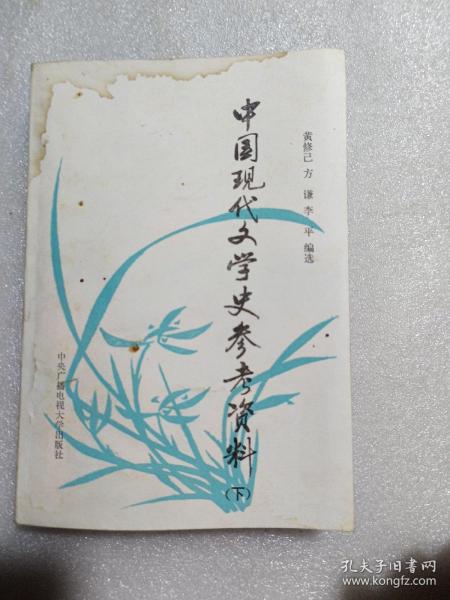 黄修己 方谦 李平 编选
中国现代文学史参考资料
(下)
中央广播电视大学出版社
孔夫子旧书网
www.kongfz.com